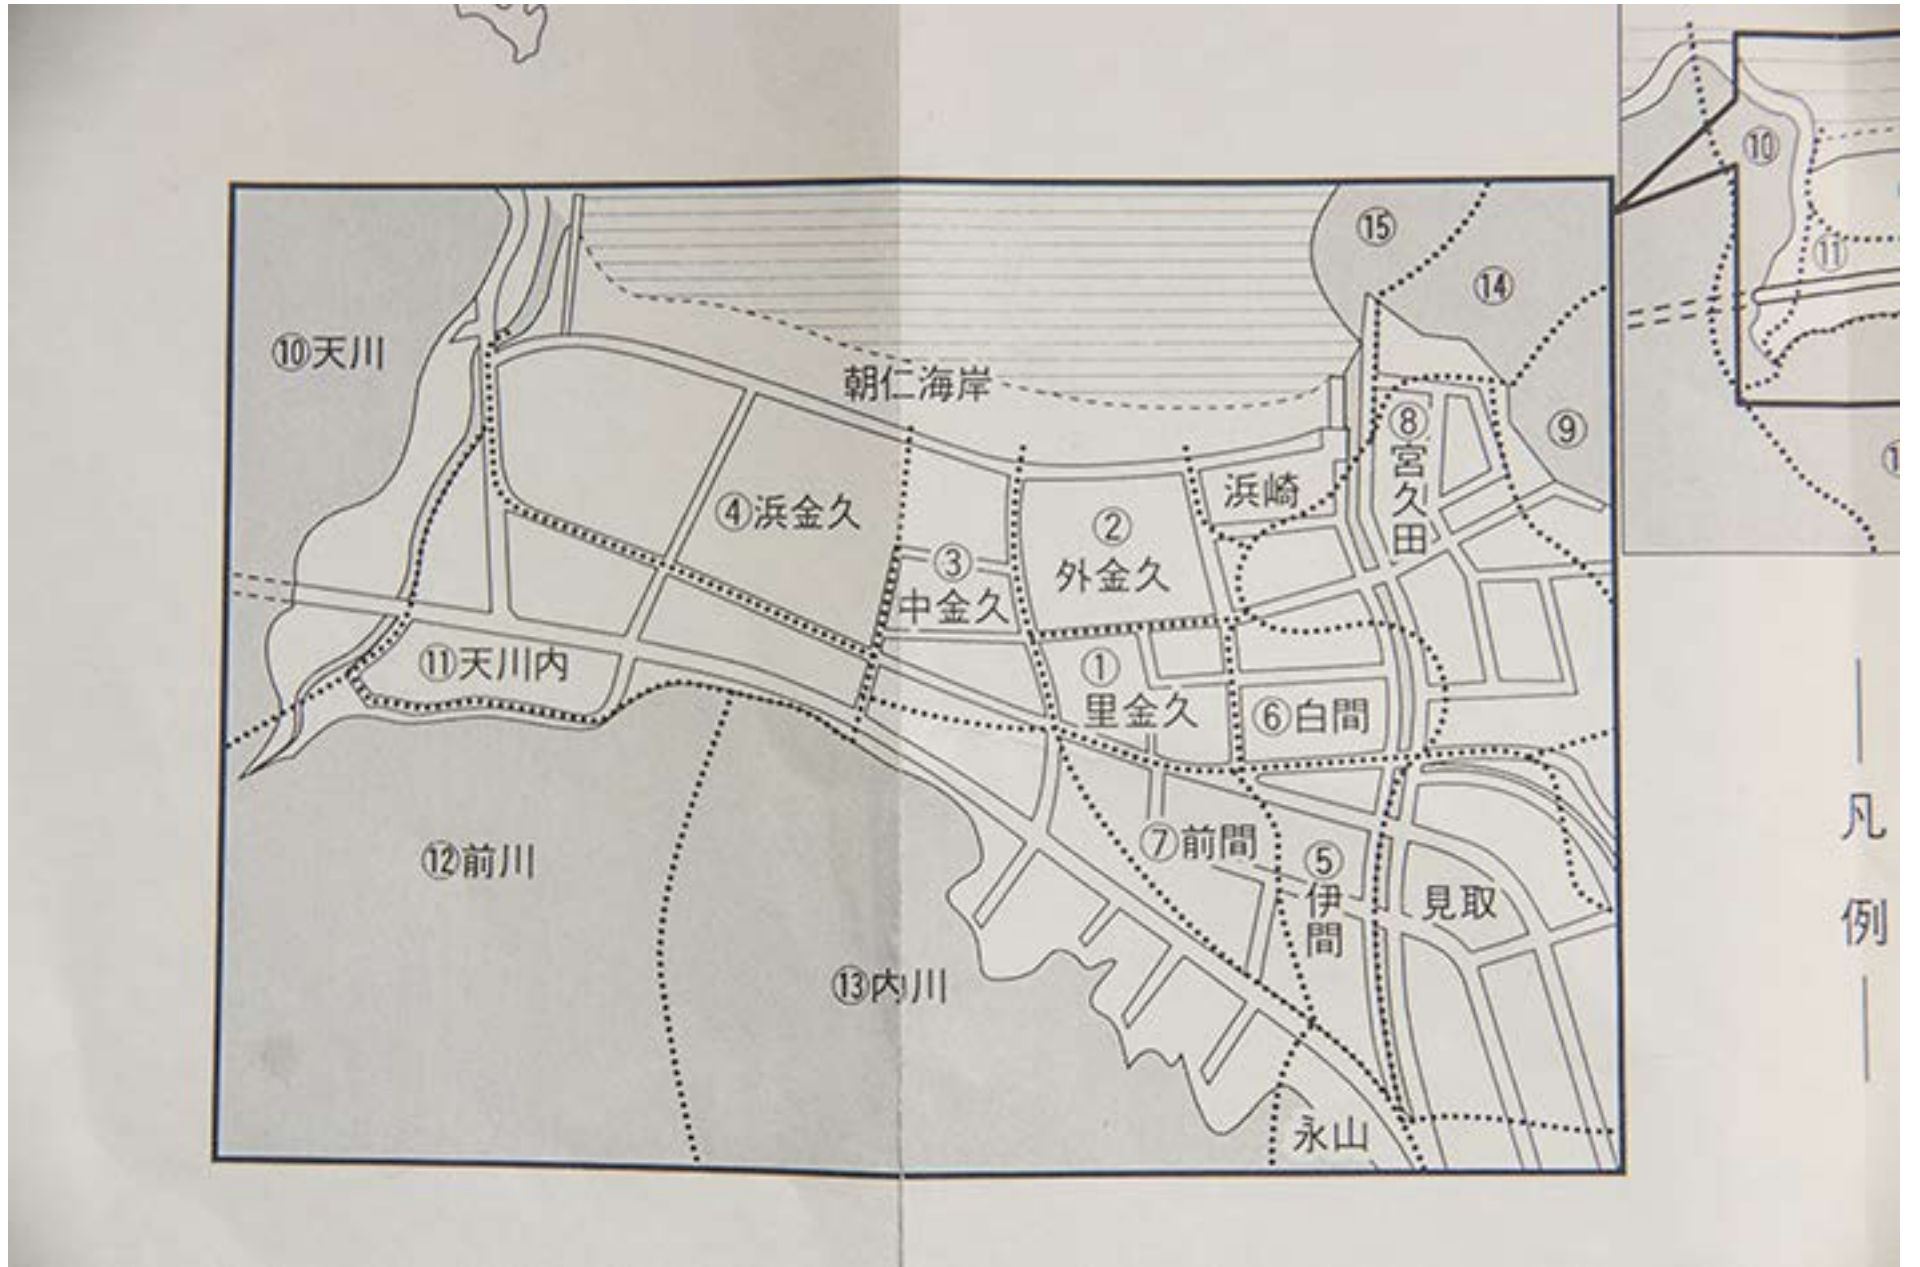 ⑮
⑭
⑩
⑪
⑩天川
朝仁海岸
⑨
⑧
宮久田
浜崎
④浜金久
②
外金久
③
中金久
⑪天川内
①
里金久
⑥白間
⑦前間
⑤
伊間
見取
⑫前川
⑬内川
永山
凡例